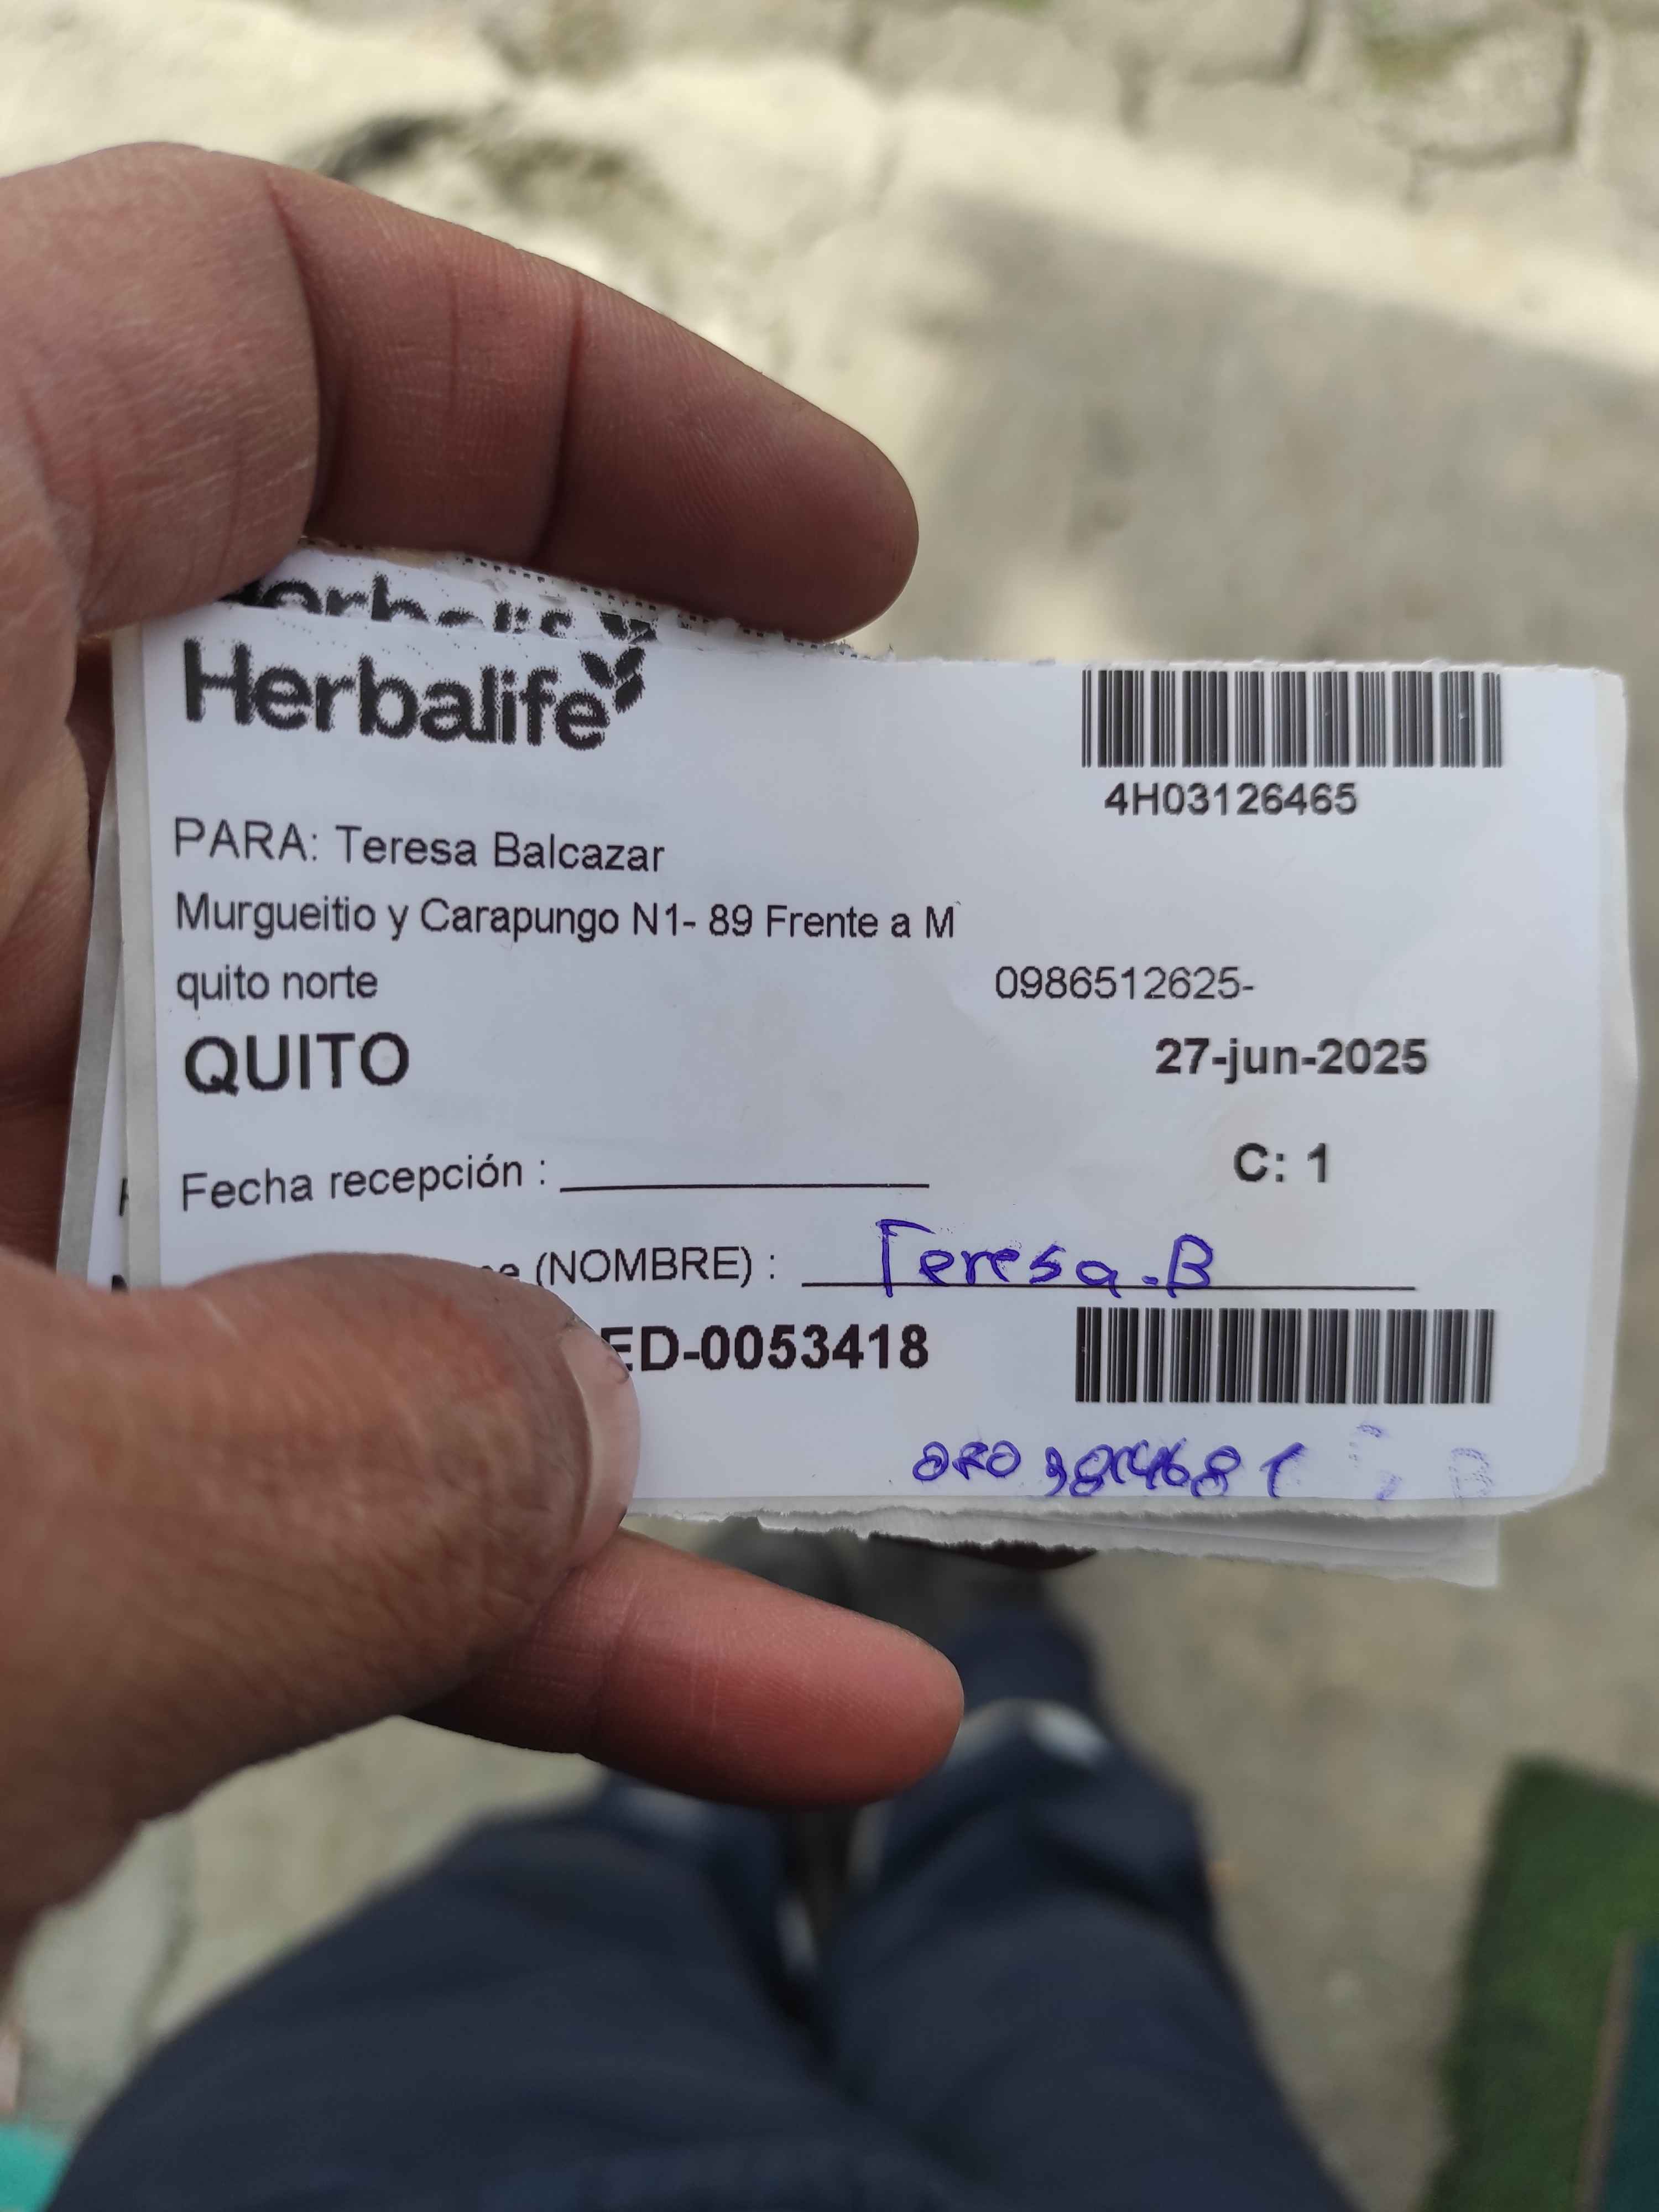 Herbalife
Herbalife
4H03126465
PARA: Teresa Balcazar
Murgueitio y Carapungo N1- 89 Frente a M
quito norte 0986512625-
QUITO
27-jun-2025
Fecha recepción :
C: 1
(NOMBRE) : Teresa.B
ED-0053418